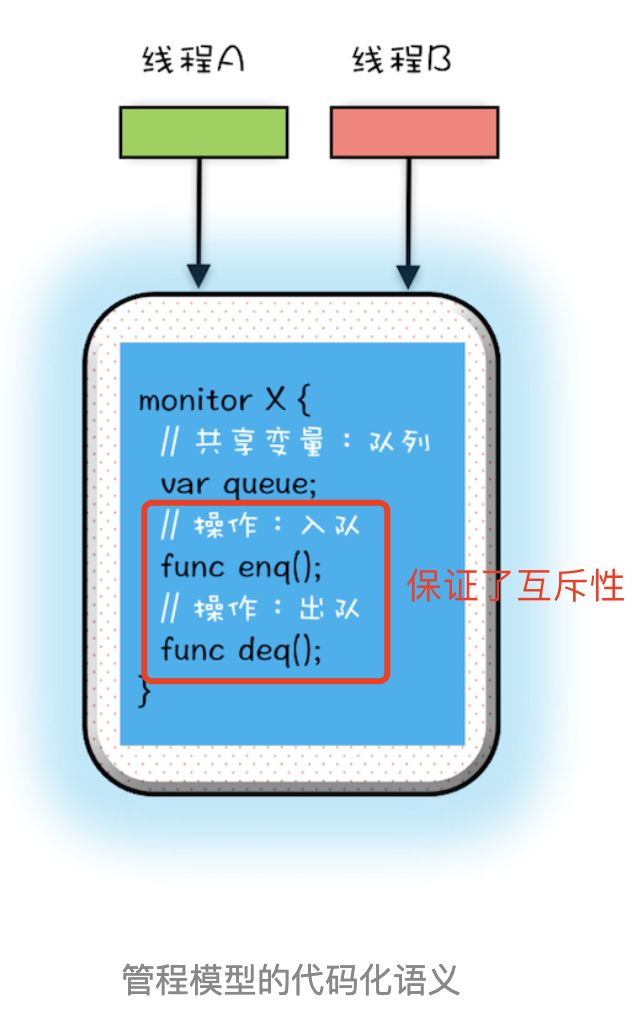 线程A 线程B
monitor X {
// 共享变量：队列
var queue;
// 操作：入队
func enq();
保证了互斥性
// 操作：出队
func deq();
}
管程模型的代码化语义